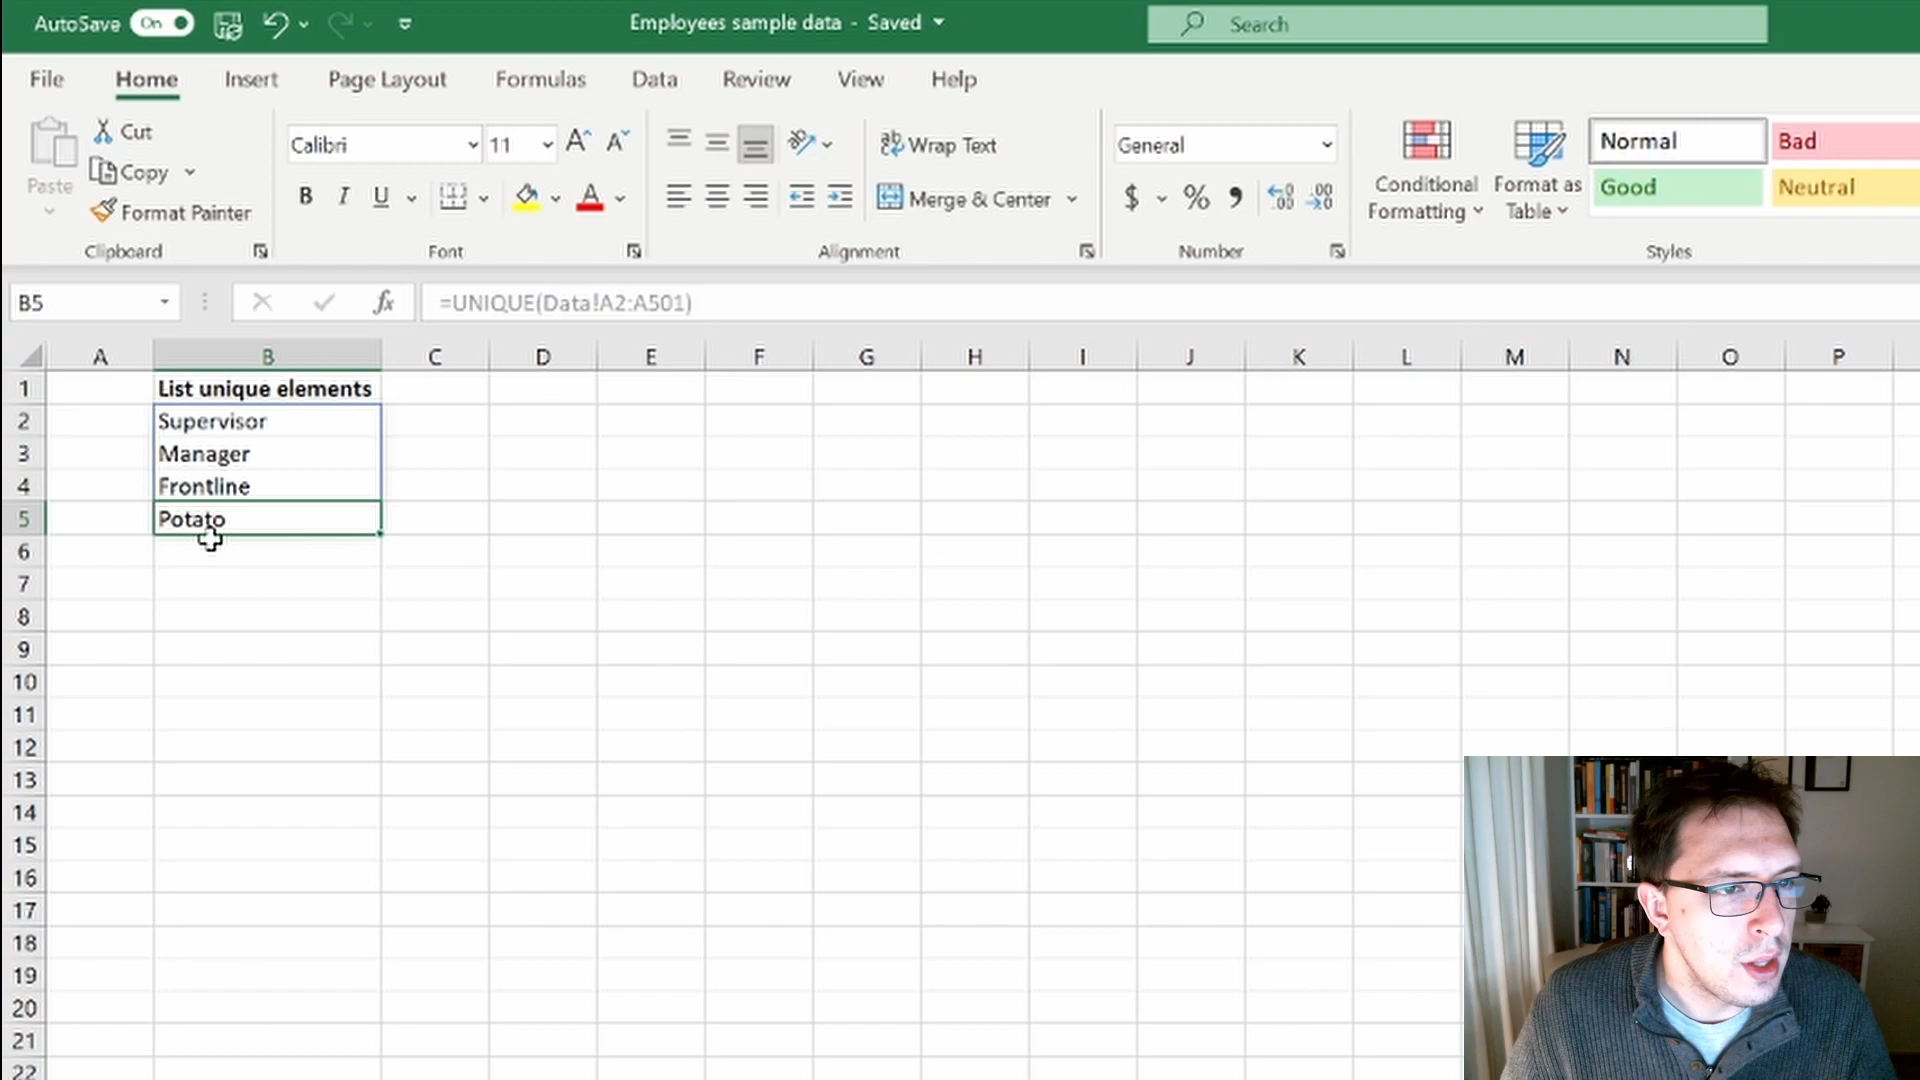 AutoSave On Employees sample data - Saved Search
File Home Insert Page Layout Formulas Data Review View Help
Paste Cut Copy Format Painter
Calibri 11 A A
B I U A
Wrap Text
Merge & Center
General
$ % , .00 .00
Conditional Formatting
Format as Table
Normal Bad
Good Neutral
Clipboard Font Alignment Number Styles
B5 fx =UNIQUE(Data!A2:A501)
A B C D E F G H I J K L M N O P
1 List unique elements
2 Supervisor
3 Manager
4 Frontline
5 Potato
6
7
8
9
10
11
12
13
14
15
16
17
18
19
20
21
22